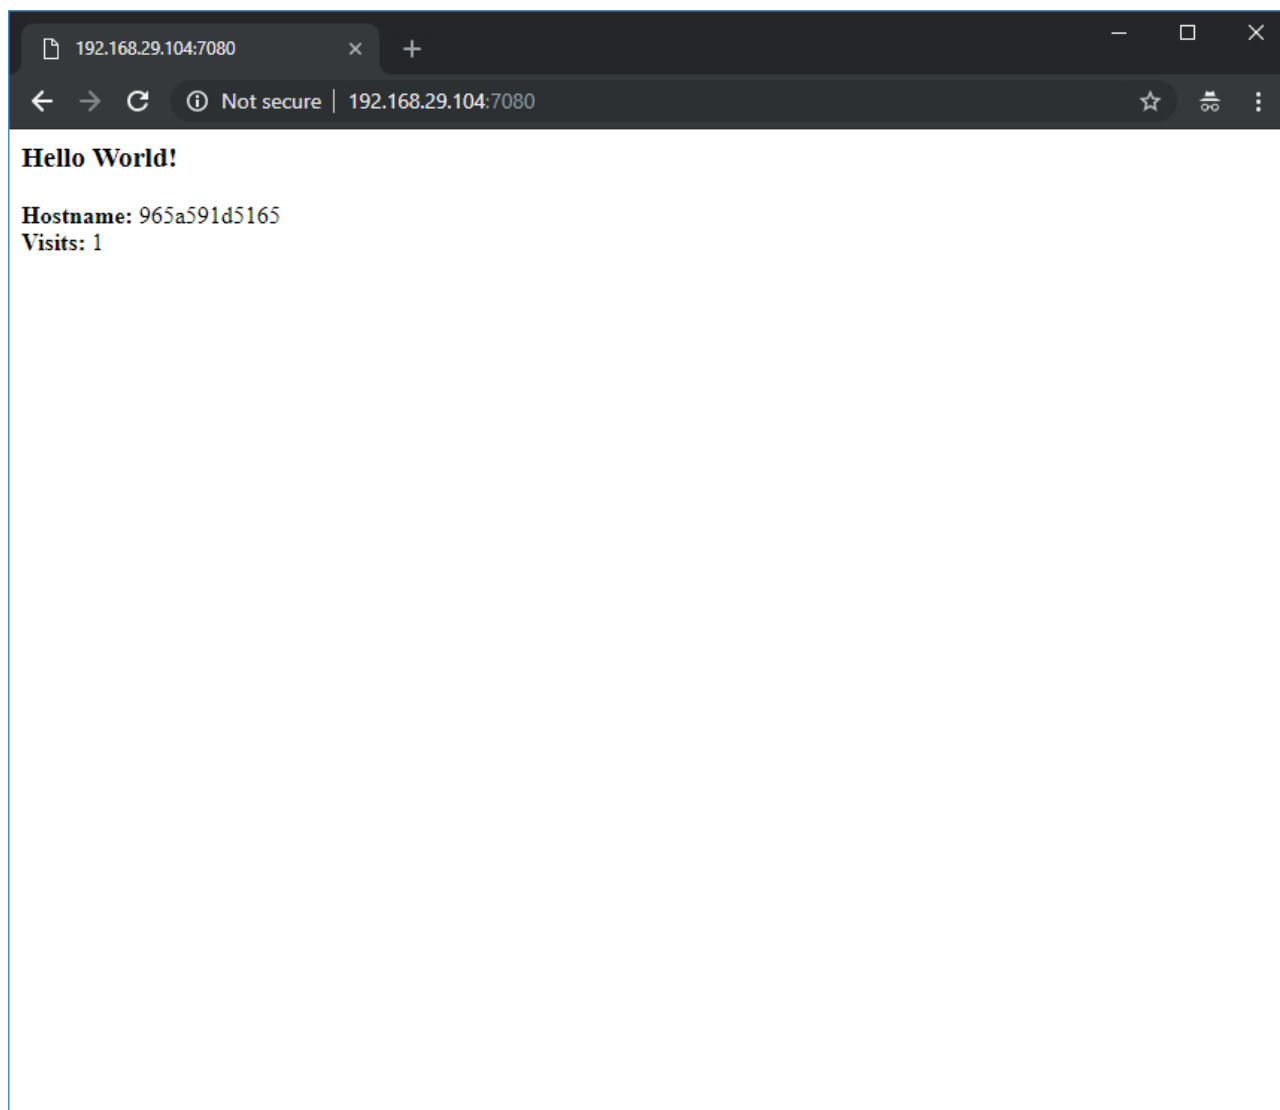 192.168.29.104:7080
Not secure 192.168.29.104:7080
Hello World!
Hostname: 965a591d5165
Visits: 1